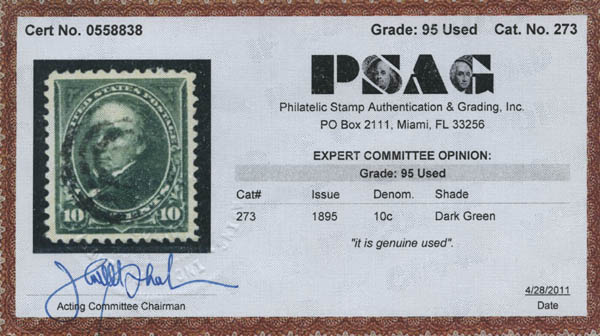 Cert No. 0558838
Grade: 95 Used Cat. No. 273
PSAG
Philatelic Stamp Authentication & Grading, Inc.
PO Box 2111, Miami, FL 33256
EXPERT COMMITTEE OPINION:
Grade: 95 Used
Cat# Issue Denom. Shade
273 1895 10c Dark Green
"it is genuine used".
UNITED STATES POSTAGE
10 10
Acting Committee Chairman
4/28/2011
Date